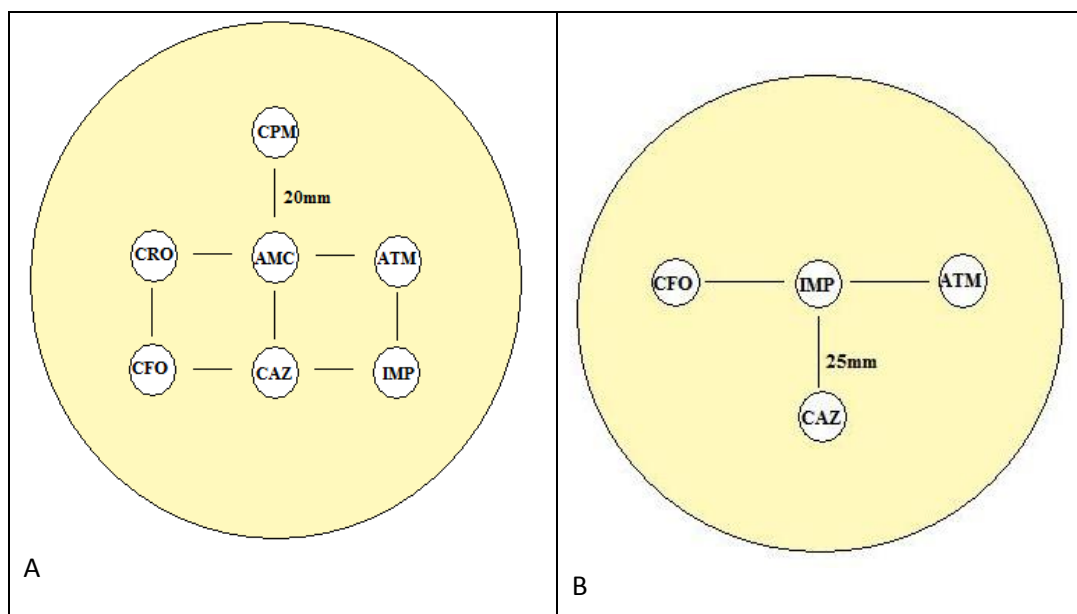 CPM
20mm
CRO AMC ATM
CFO CAZ IMP
A
CFO IMP ATM
25mm
CAZ
B